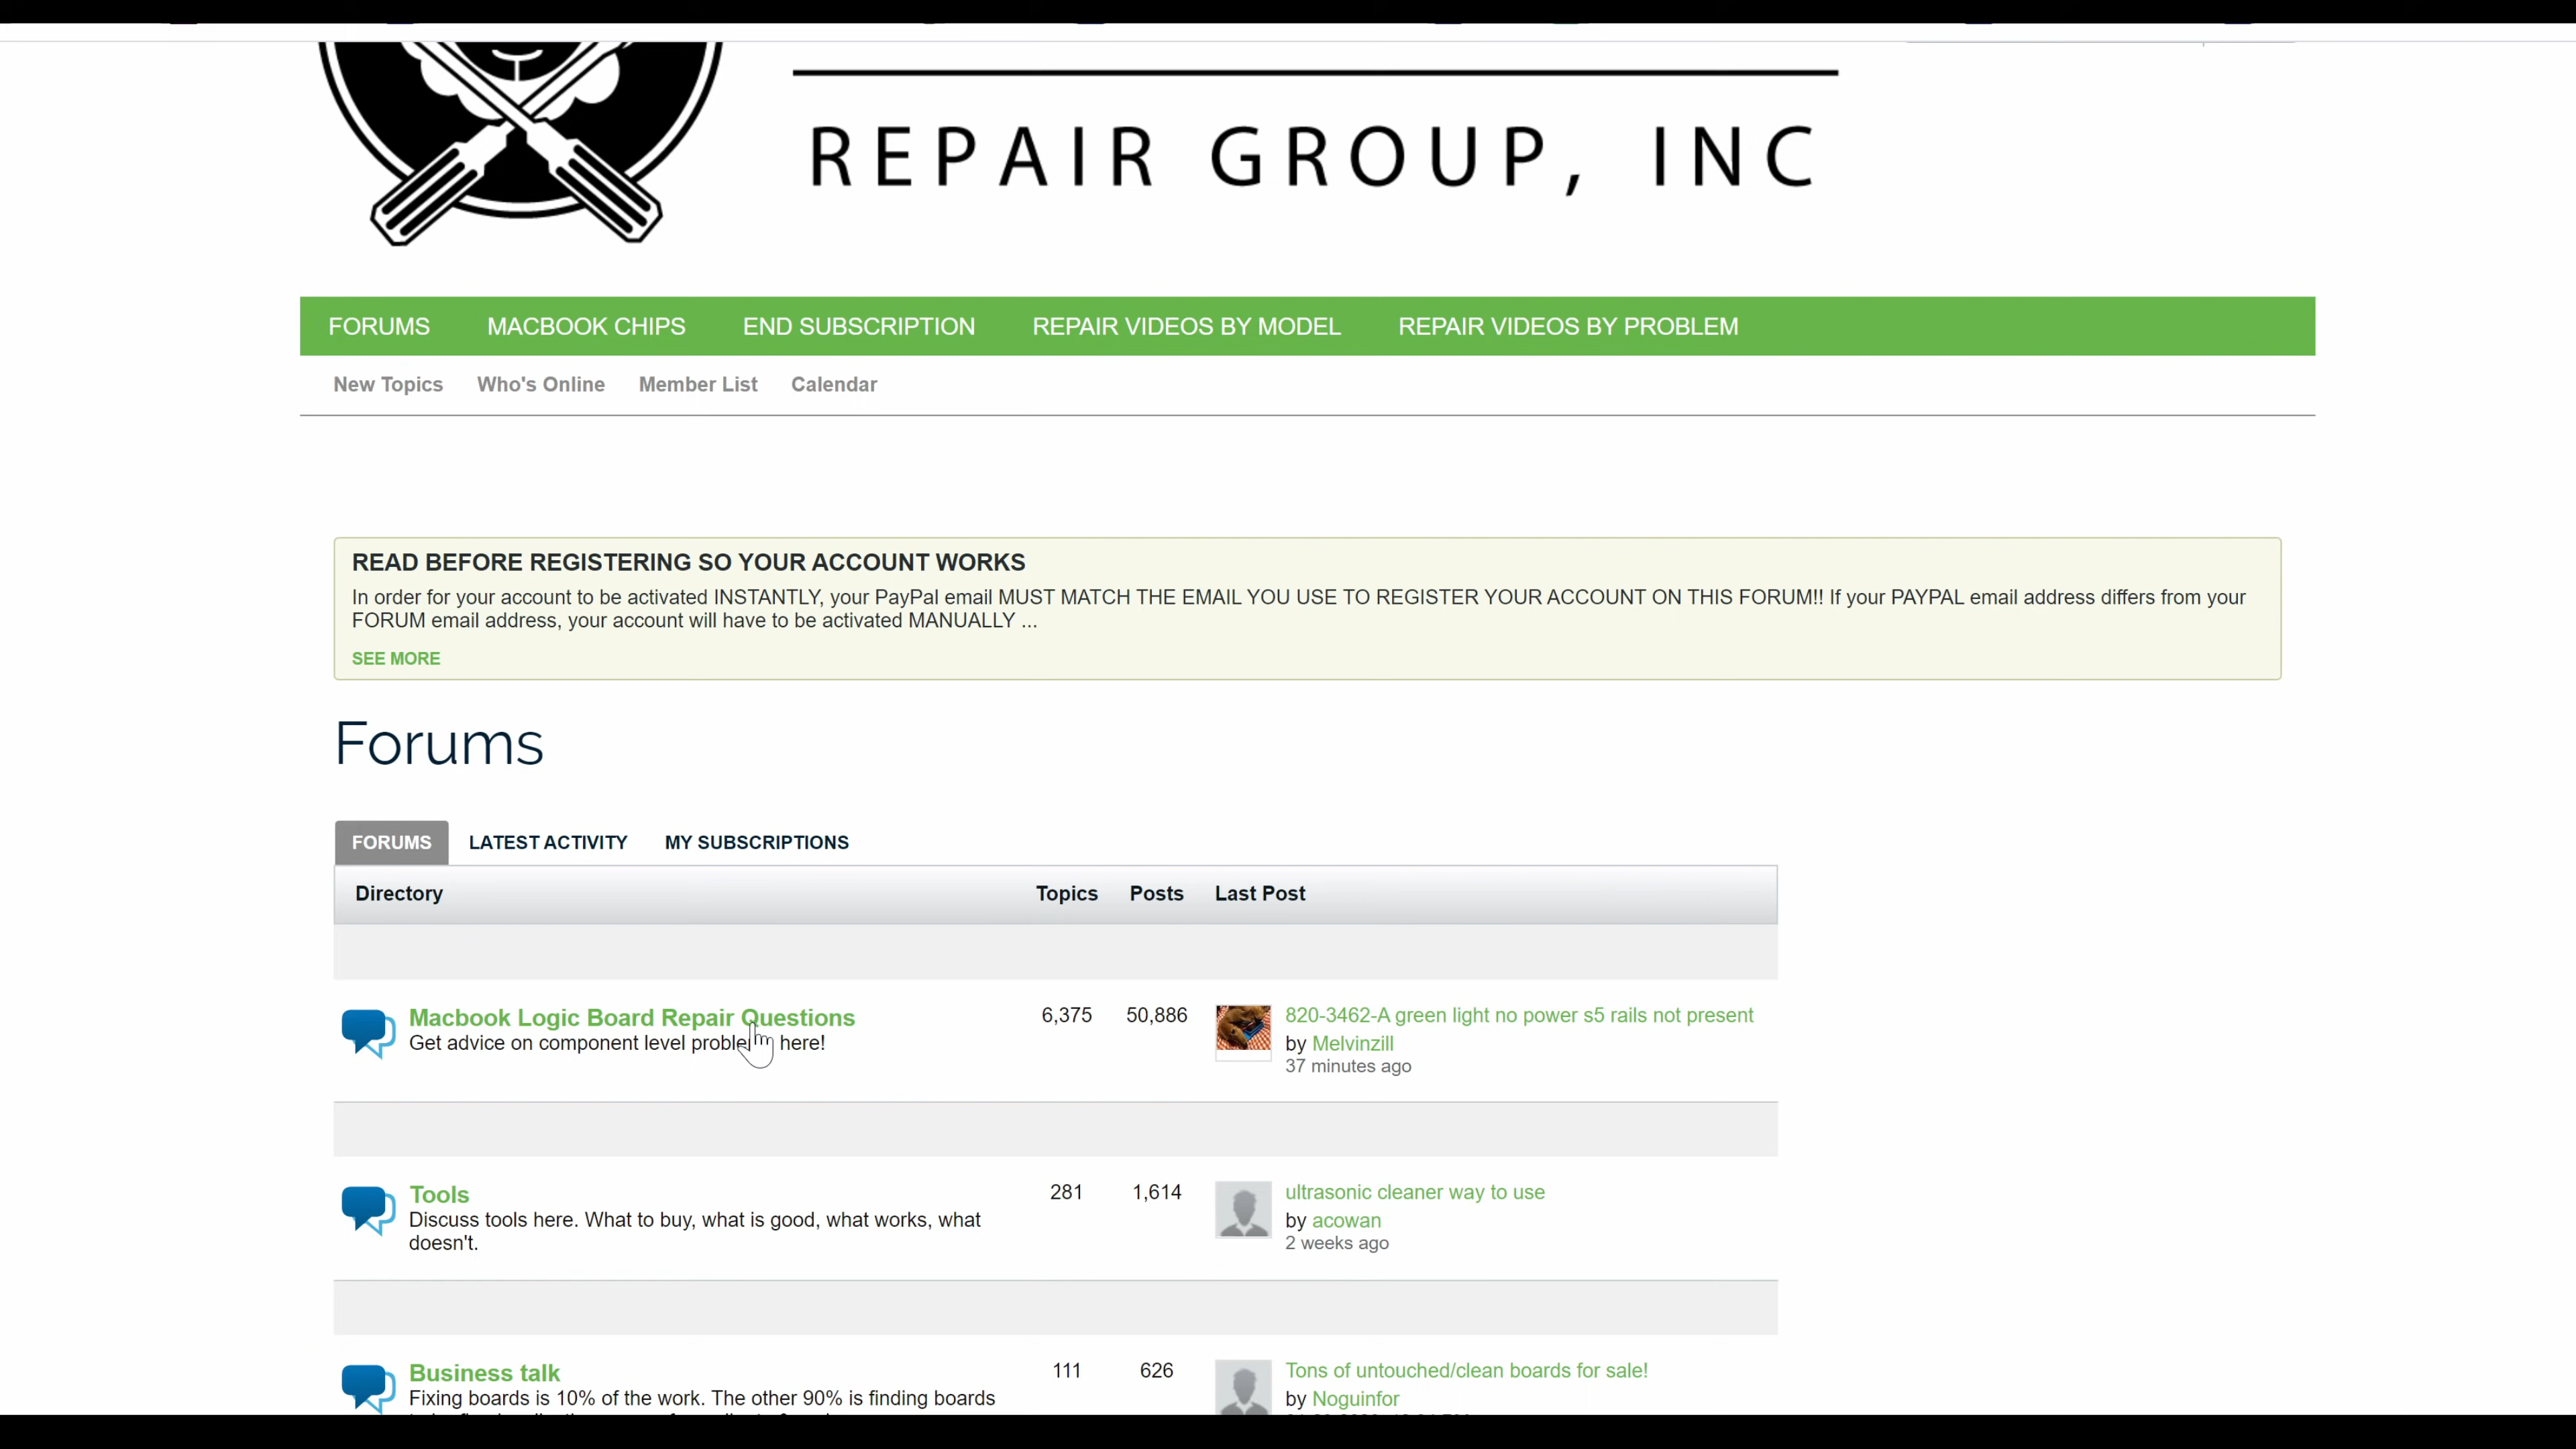 REPAIR GROUP, INC
FORUMS MACBOOK CHIPS END SUBSCRIPTION REPAIR VIDEOS BY MODEL REPAIR VIDEOS BY PROBLEM
New Topics Who's Online Member List Calendar
READ BEFORE REGISTERING SO YOUR ACCOUNT WORKS
In order for your account to be activated INSTANTLY, your PayPal email MUST MATCH THE EMAIL YOU USE TO REGISTER YOUR ACCOUNT ON THIS FORUM!! If your PAYPAL email address differs from your
FORUM email address, your account will have to be activated MANUALLY ...
SEE MORE
Forums
FORUMS LATEST ACTIVITY MY SUBSCRIPTIONS
Directory Topics Posts Last Post
Macbook Logic Board Repair Questions 6,375 50,886 820-3462-A green light no power s5 rails not present
Get advice on component level here! by Melvinzill
37 minutes ago
Tools 281 1,614 ultrasonic cleaner way to use
Discuss tools here. What to buy, what is good, what works, what by acowan
doesn't. 2 weeks ago
Business talk 111 626 Tons of untouched/clean boards for sale!
Fixing boards is 10% of the work. The other 90% is finding boards by Noguinfor